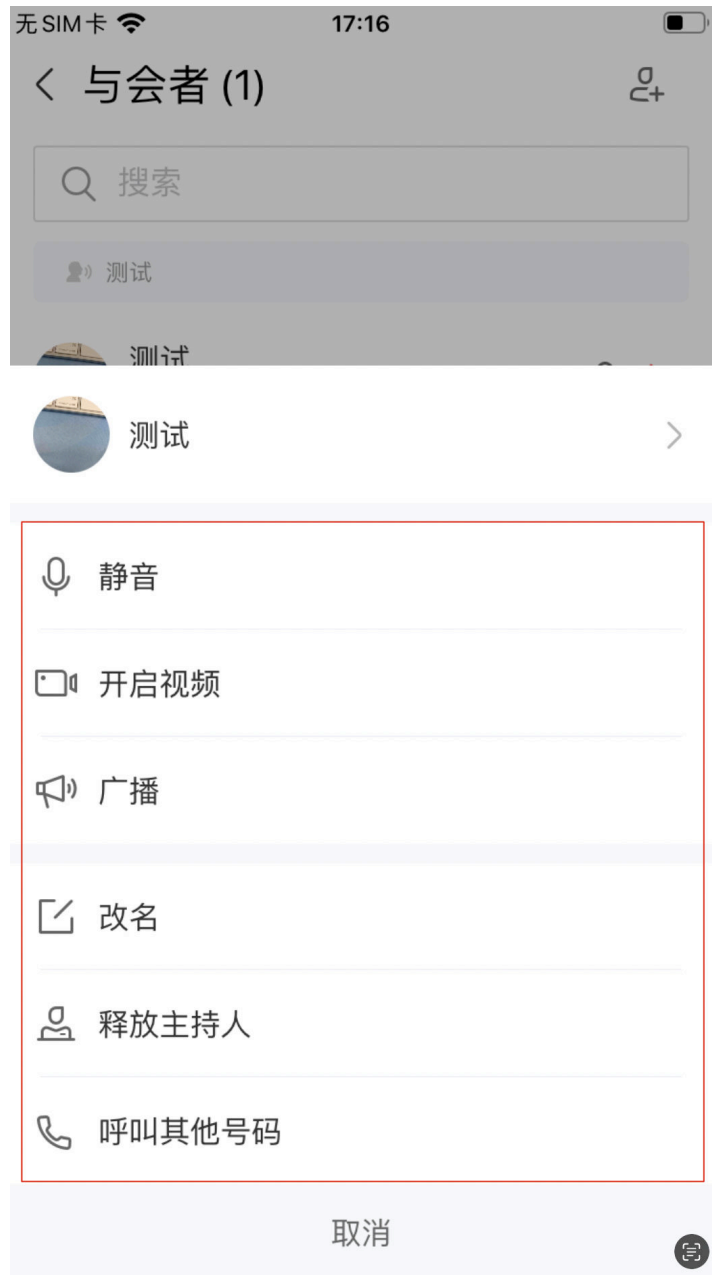 无SIM卡 17:16
与会者 (1)
搜索
测试
测试
测试
静音
开启视频
广播
改名
释放主持人
呼叫其他号码
取消